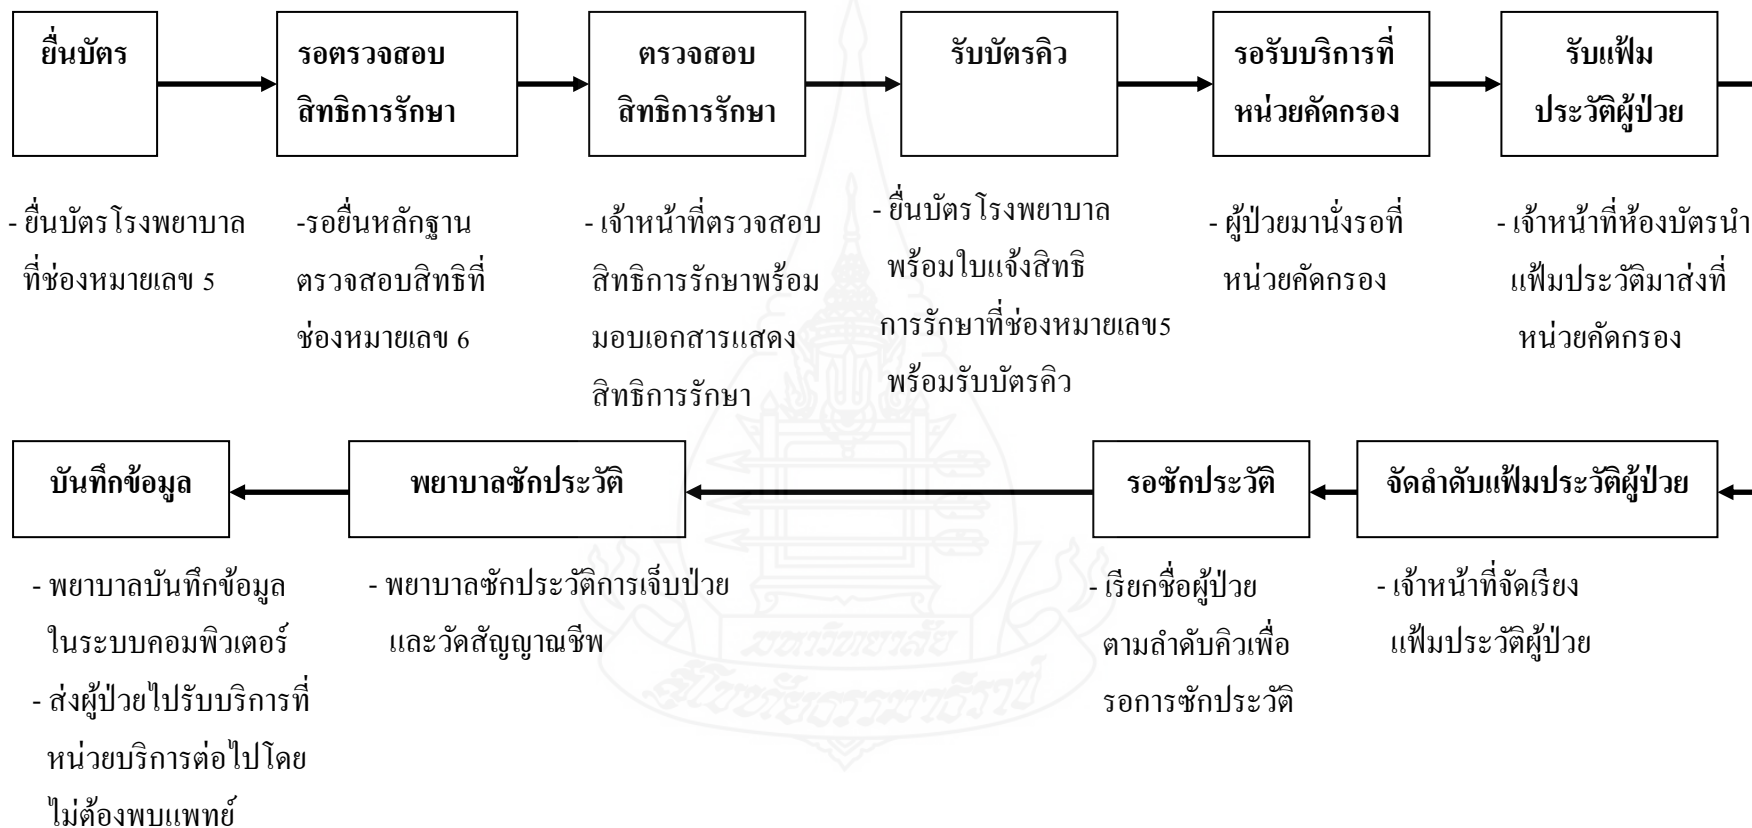 ยื่นบัตร
รอตรวจสอบ
สิทธิการรักษา
ตรวจสอบ
สิทธิการรักษา
รับบัตรคิว
รอรับบริการที่
หน่วยคัดกรอง
รับแฟ้ม
ประวัติผู้ป่วย
- ยื่นบัตรโรงพยาบาล
ที่ช่องหมายเลข 5
-รอยื่นหลักฐาน
ตรวจสอบสิทธิที่
ช่องหมายเลข 6
- เจ้าหน้าที่ตรวจสอบ
สิทธิการรักษาพร้อม
มอบเอกสารแสดง
สิทธิการรักษา
- ยื่นบัตรโรงพยาบาล
พร้อมใบแจ้งสิทธิ
การรักษาที่ช่องหมายเลข5
พร้อมรับบัตรคิว
- ผู้ป่วยมานั่งรอที่
หน่วยคัดกรอง
- เจ้าหน้าที่ห้องบัตรนำ
แฟ้มประวัติมาส่งที่
หน่วยคัดกรอง
จัดลำดับแฟ้มประวัติผู้ป่วย
รอซักประวัติ
พยาบาลซักประวัติ
บันทึกข้อมูล
- เจ้าหน้าที่จัดเรียง
แฟ้มประวัติผู้ป่วย
- เรียกชื่อผู้ป่วย
ตามลำดับคิวเพื่อ
รอการซักประวัติ
- พยาบาลซักประวัติการเจ็บป่วย
และวัดสัญญาณชีพ
- พยาบาลบันทึกข้อมูล
ในระบบคอมพิวเตอร์
- ส่งผู้ป่วยไปรับบริการที่
หน่วยบริการต่อไปโดย
ไม่ต้องพบแพทย์
มหาวิทยาลัย
สุโขทัยธรรมาธิราช